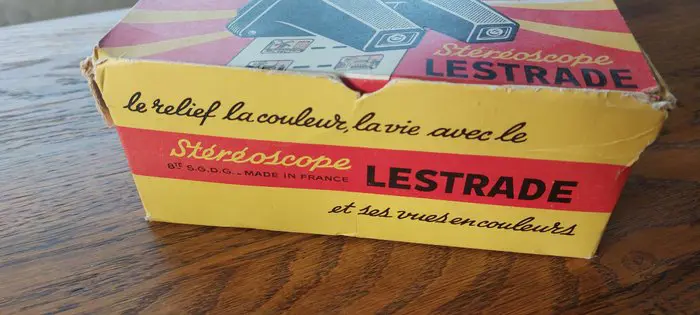 Stéréoscope
LESTRADE
le relief la couleur, la vie avec le
Stéréoscope
Bté S.G.D.G._ MADE IN FRANCE
LESTRADE
et ses vues en couleurs